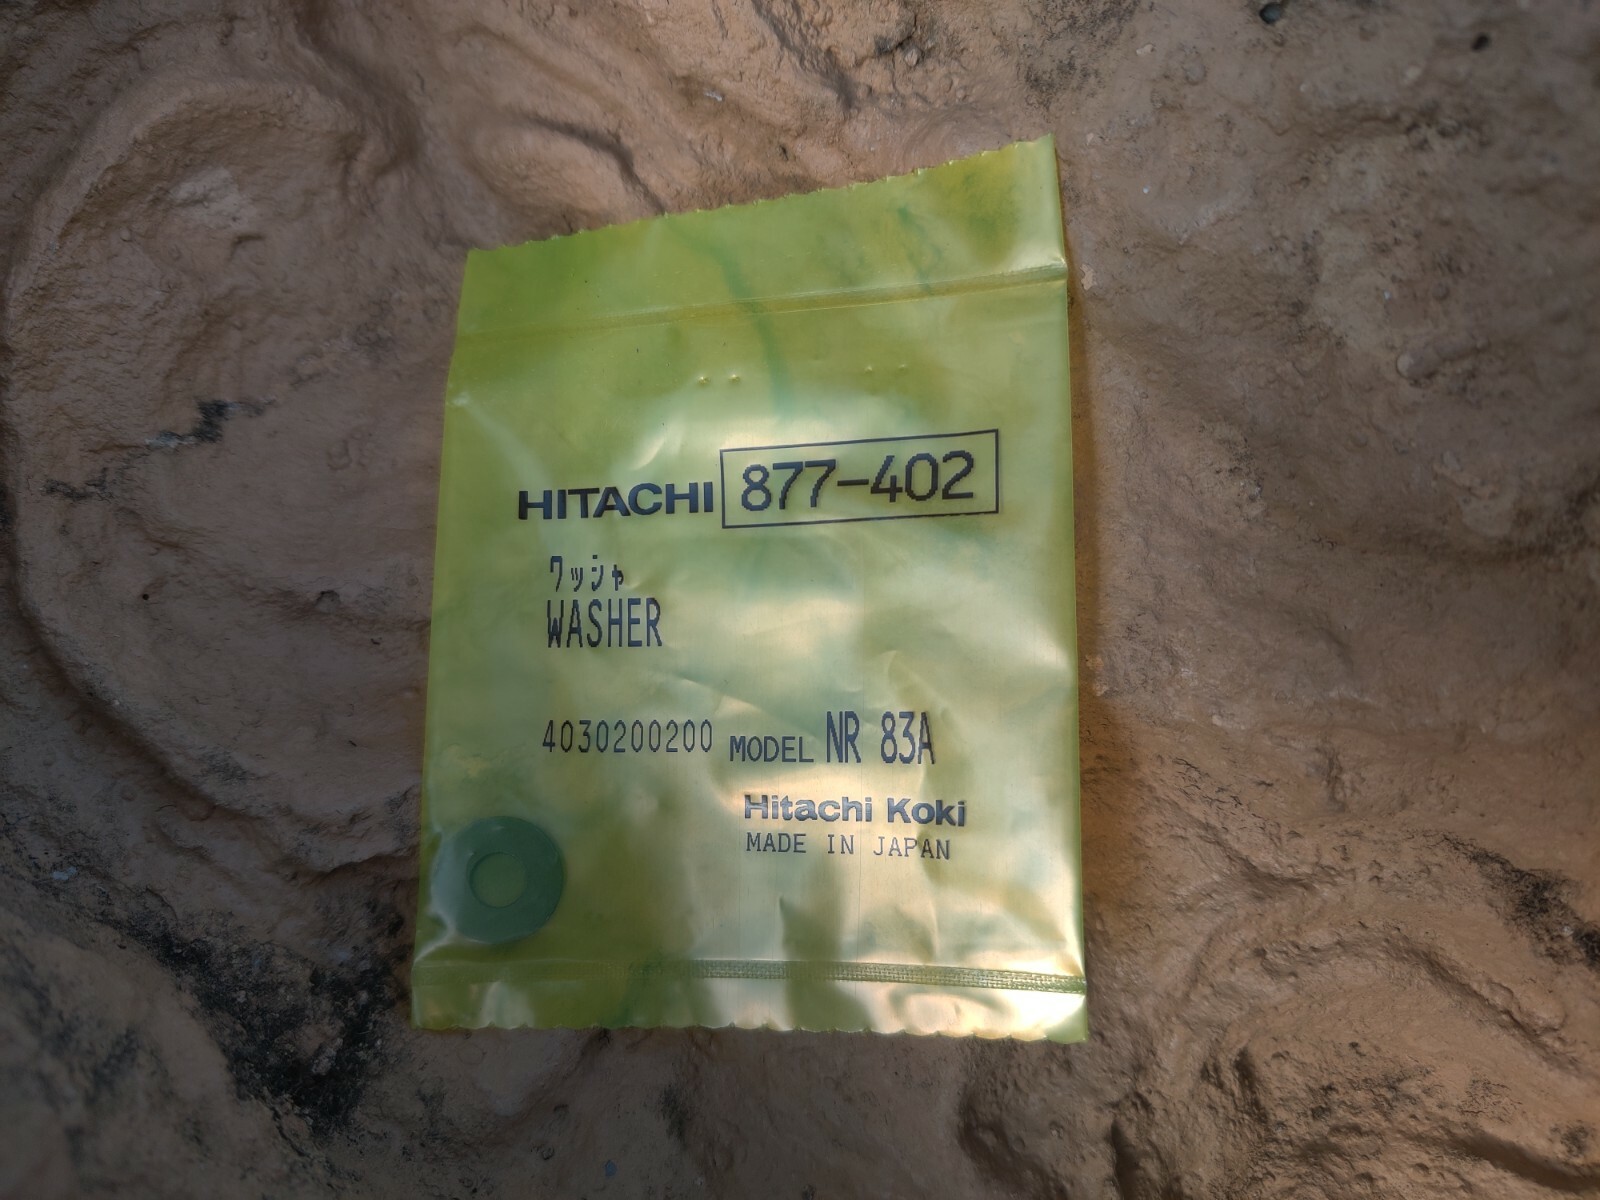 HITACHI 877-402
ワッシャ
WASHER
4030200200 MODEL NR 83A
Hitachi Koki
MADE IN JAPAN